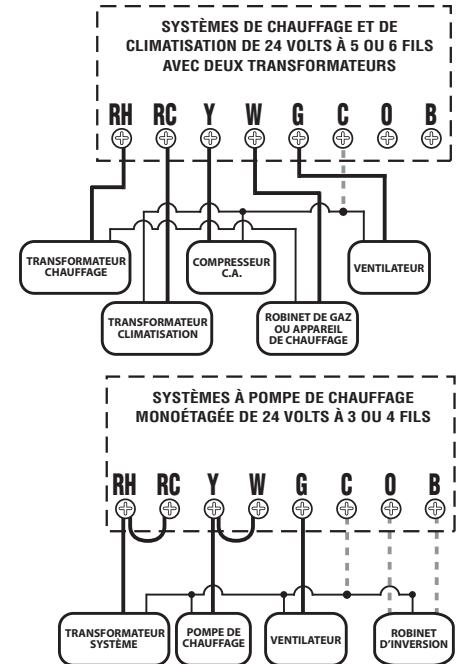 SYSTÈMES DE CHAUFFAGE ET DE
CLIMATISATION DE 24 VOLTS À 5 OU 6 FILS
AVEC DEUX TRANSFORMATEURS
RH RC Y W G C O B
TRANSFORMATEUR
CHAUFFAGE
COMPRESSEUR
C.A.
VENTILATEUR
TRANSFORMATEUR
CLIMATISATION
ROBINET DE GAZ
OU APPAREIL
DE CHAUFFAGE
SYSTÈMES À POMPE DE CHAUFFAGE
MONOÉTAGÉE DE 24 VOLTS À 3 OU 4 FILS
RH RC Y W G C O B
TRANSFORMATEUR
SYSTÈME
POMPE DE
CHAUFFAGE
VENTILATEUR
ROBINET
D'INVERSION